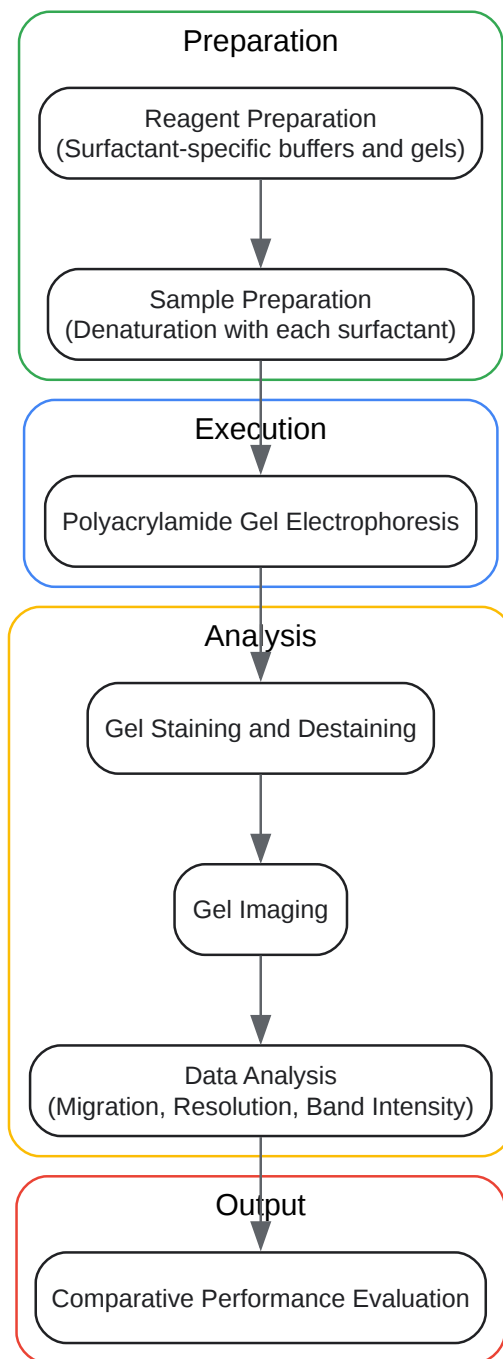 Preparation
Reagent Preparation
(Surfactant-specific buffers and gels)
Sample Preparation
(Denaturation with each surfactant)
Execution
Polyacrylamide Gel Electrophoresis
Analysis
Gel Staining and Destaining
Gel Imaging
Data Analysis
(Migration, Resolution, Band Intensity)
Output
Comparative Performance Evaluation